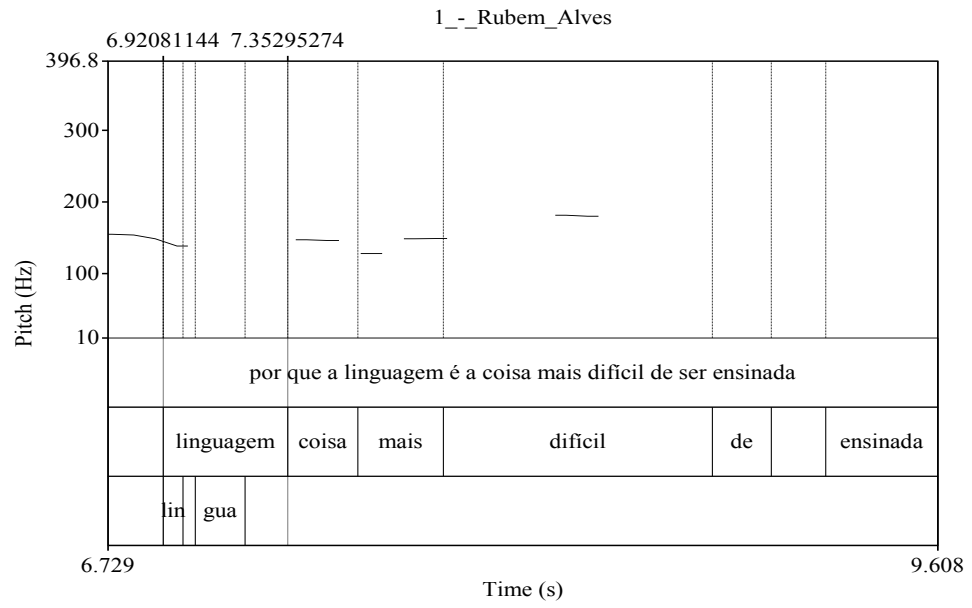 1_-_Rubem_Alves
6.92081144 7.35295274
396.8
300
200
100
10
Pitch (Hz)
por que a linguagem é a coisa mais difícil de ser ensinada
linguagem coisa mais difícil de ensinada
lin gua
6.729 9.608
Time (s)